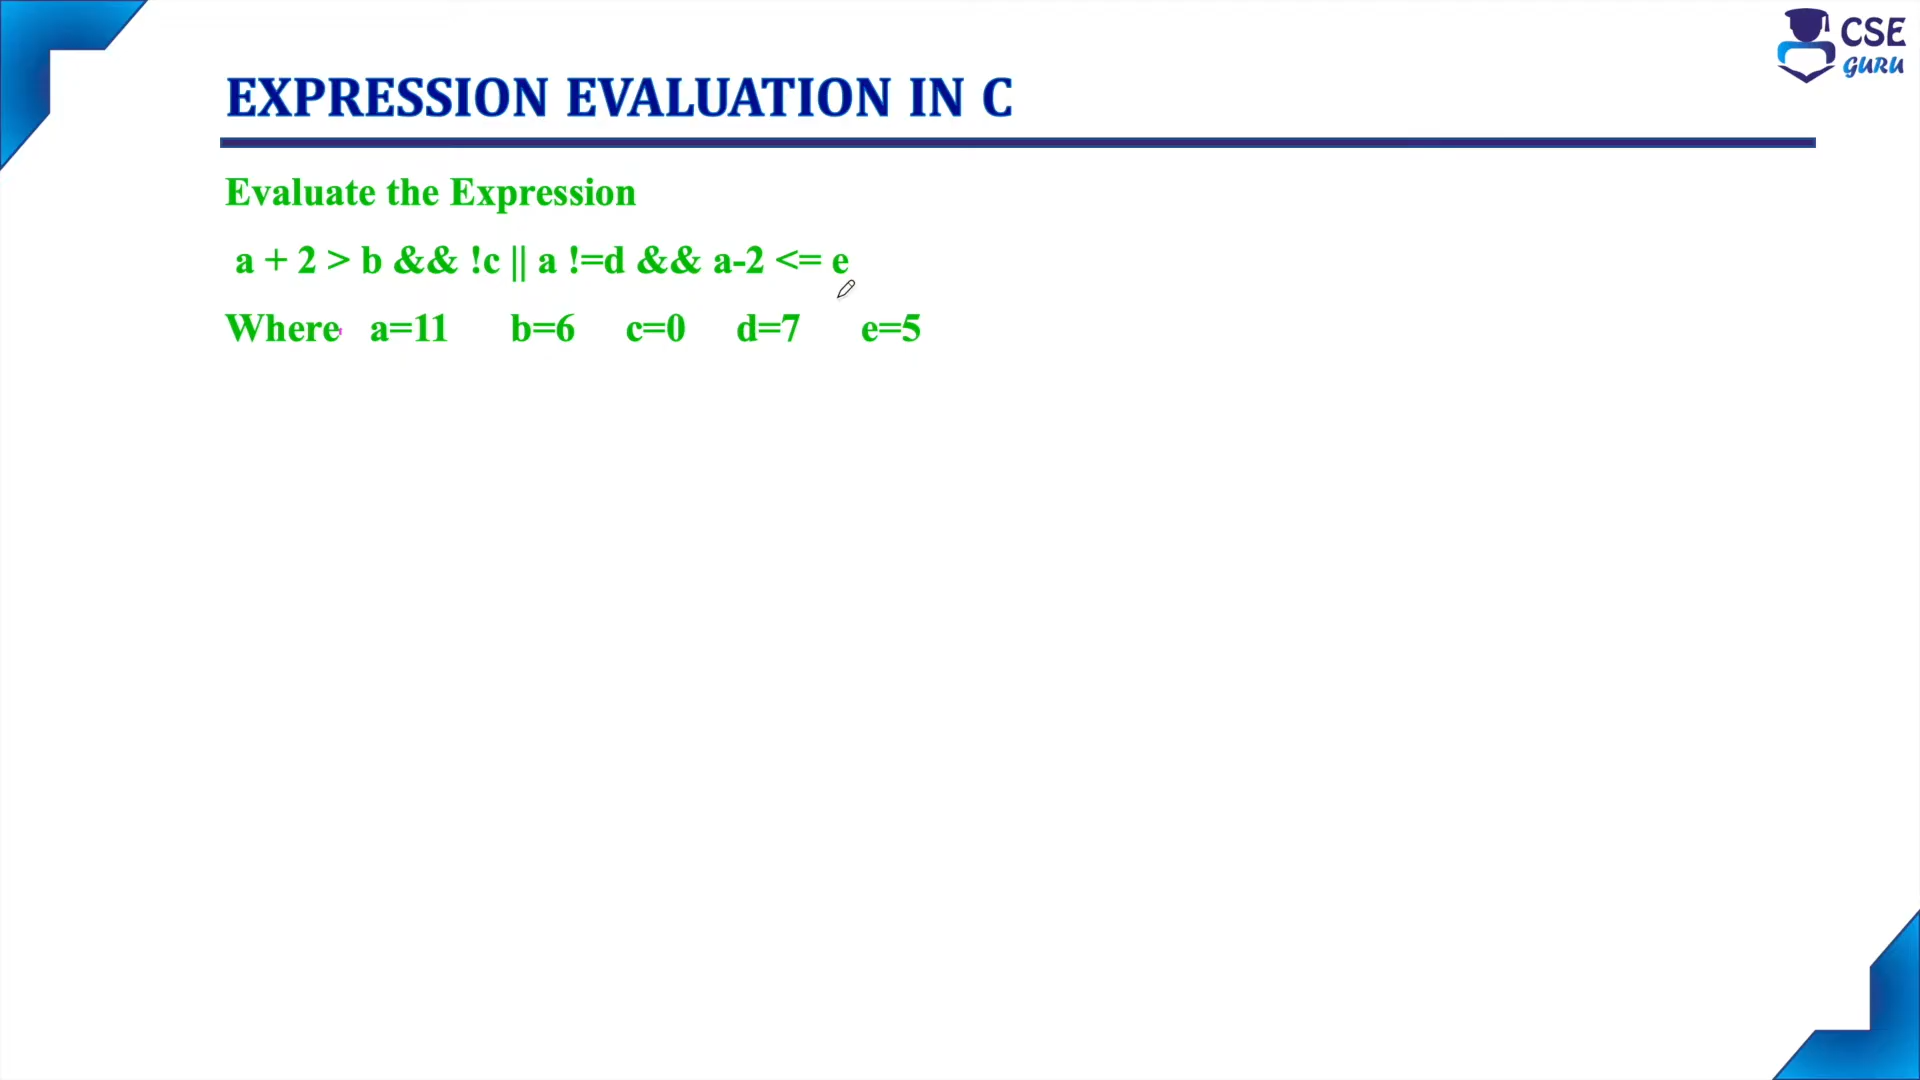 CSE
GURU
EXPRESSION EVALUATION IN C
Evaluate the Expression
a + 2 > b && !c || a !=d && a-2 <= e
Where a=11 b=6 c=0 d=7 e=5